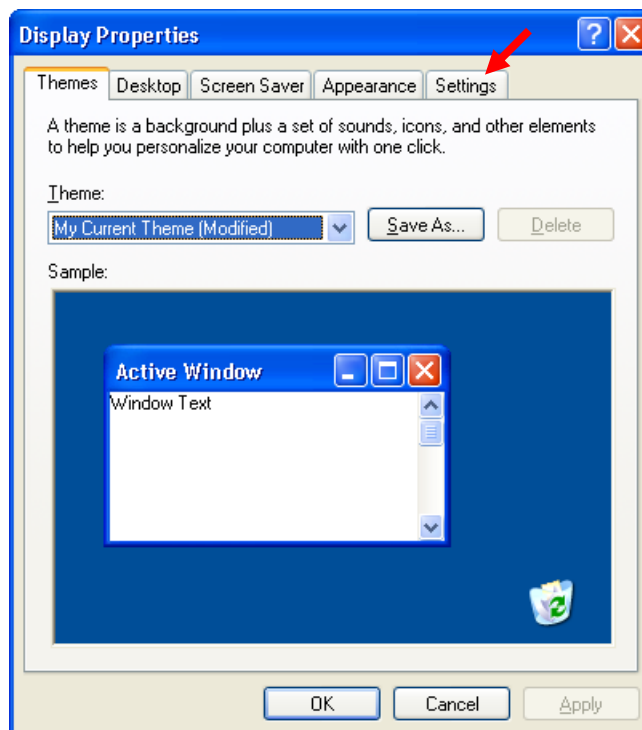 Display Properties
Themes Desktop Screen Saver Appearance Settings
A theme is a background plus a set of sounds, icons, and other elements
to help you personalize your computer with one click.
Theme:
My Current Theme (Modified) Save As... Delete
Sample:
Active Window
Window Text
OK Cancel Apply